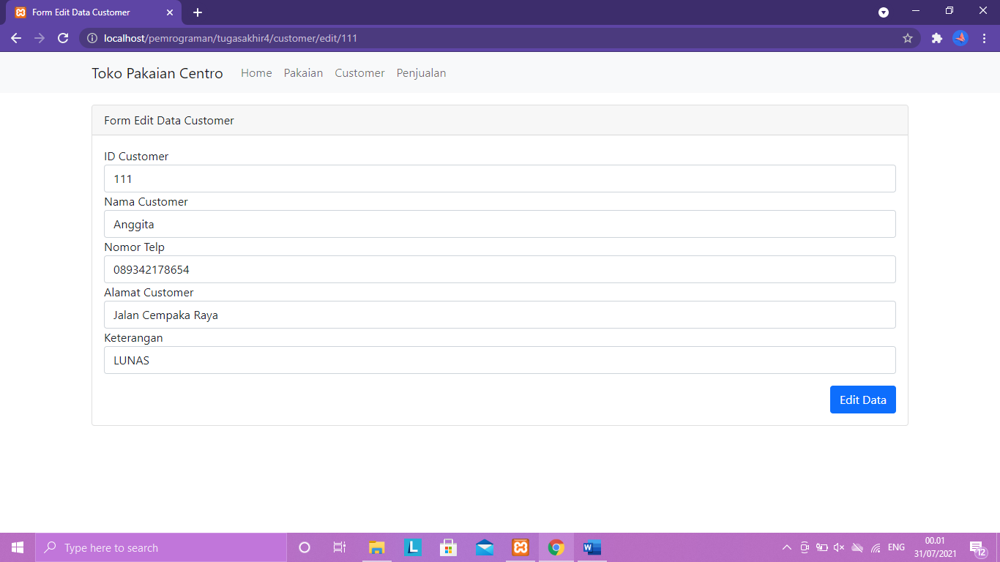 Form Edit Data Customer
localhost/pemrograman/tugasakhir4/customer/edit/111
Toko Pakaian Centro Home Pakaian Customer Penjualan
Form Edit Data Customer
ID Customer
111
Nama Customer
Anggita
Nomor Telp
089342178654
Alamat Customer
Jalan Cempaka Raya
Keterangan
LUNAS
Edit Data
Type here to search
L
W
ENG
00.01
31/07/2021
12